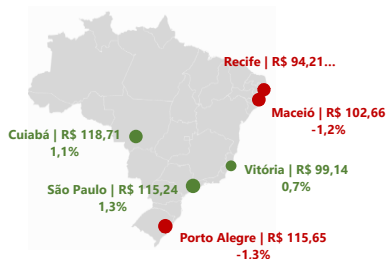 Recife | R$ 94,21...
Maceió | R$ 102,66
-1,2%
Cuiabá | R$ 118,71
1,1%
Vitória | R$ 99,14
0,7%
São Paulo | R$ 115,24
1,3%
Porto Alegre | R$ 115,65
-1.3%